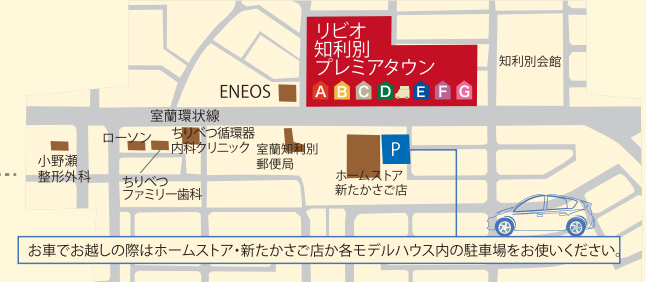 リビオ
知利別
プレミアタウン
知利別会館
ENEOS
A B C D E F G
室蘭環状線
ローソン
ちりべつ循環器
内科クリニック
室蘭知利別
郵便局
P
小野瀬
整形外科
ちりべつ
ファミリー歯科
ホームストア
新たかさご店
お車でお越しの際はホームストア・新たかさご店か各モデルハウス内の駐車場をお使いください。